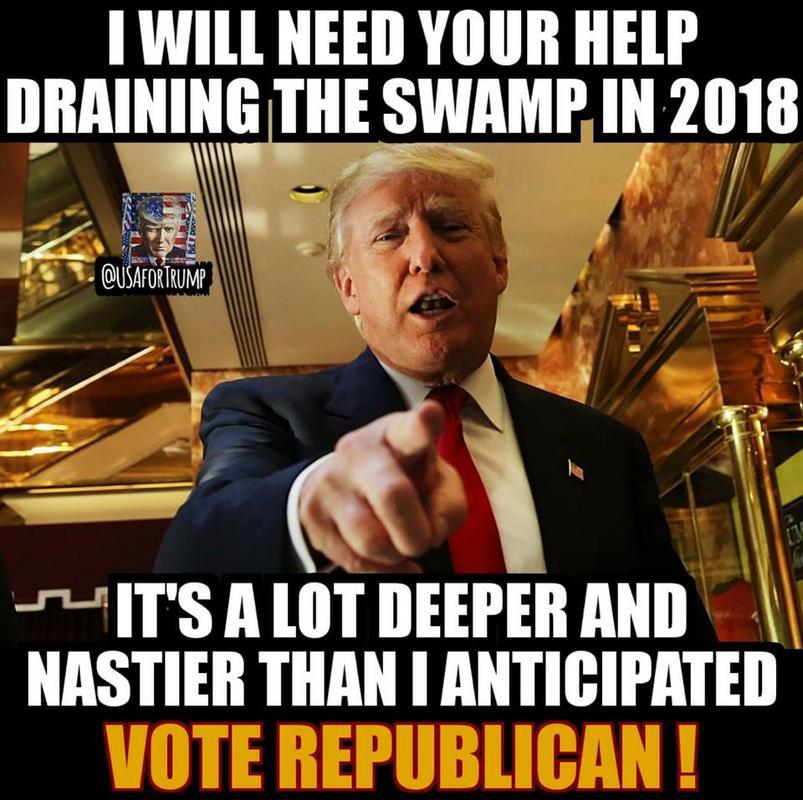 I WILL NEED YOUR HELP
DRAINING THE SWAMP IN 2018
@USAFORTRUMP
IT'S A LOT DEEPER AND
NASTIER THAN I ANTICIPATED
VOTE REPUBLICAN !